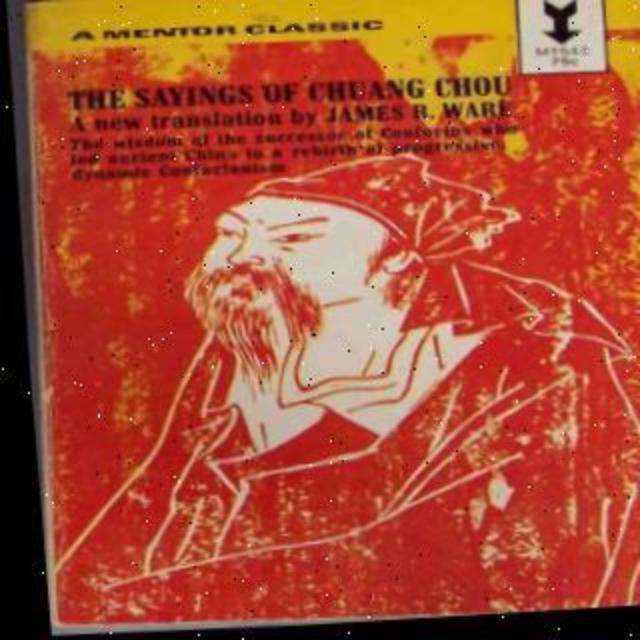 A MENTOR CLASSIC
75c
THE SAYINGS OF CHUANG CHOU
A new translation by JAMES R. WARE
The wisdom of the successor of Confucius who
led ancient China to a rebirth of progressive,
dynamic Confucianism